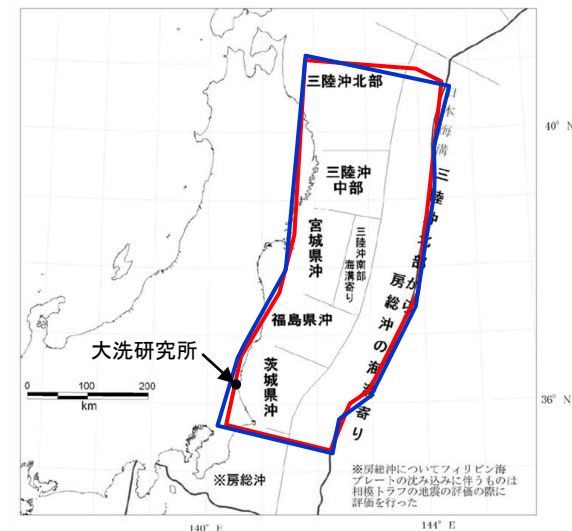 三陸沖北部
日本海溝
40° N
三陸沖
中部
三陸沖北部から
房総沖の海溝寄り
宮城県沖
三陸沖南部
海溝寄り
福島県沖
大洗研究所
茨城県沖
0 100 200
km
36° N
※房総沖
※房総沖についてフィリピン海
プレートの沈み込みに伴うものは
相模トラフの地震の評価の際に
評価を行った
140° E
144° E